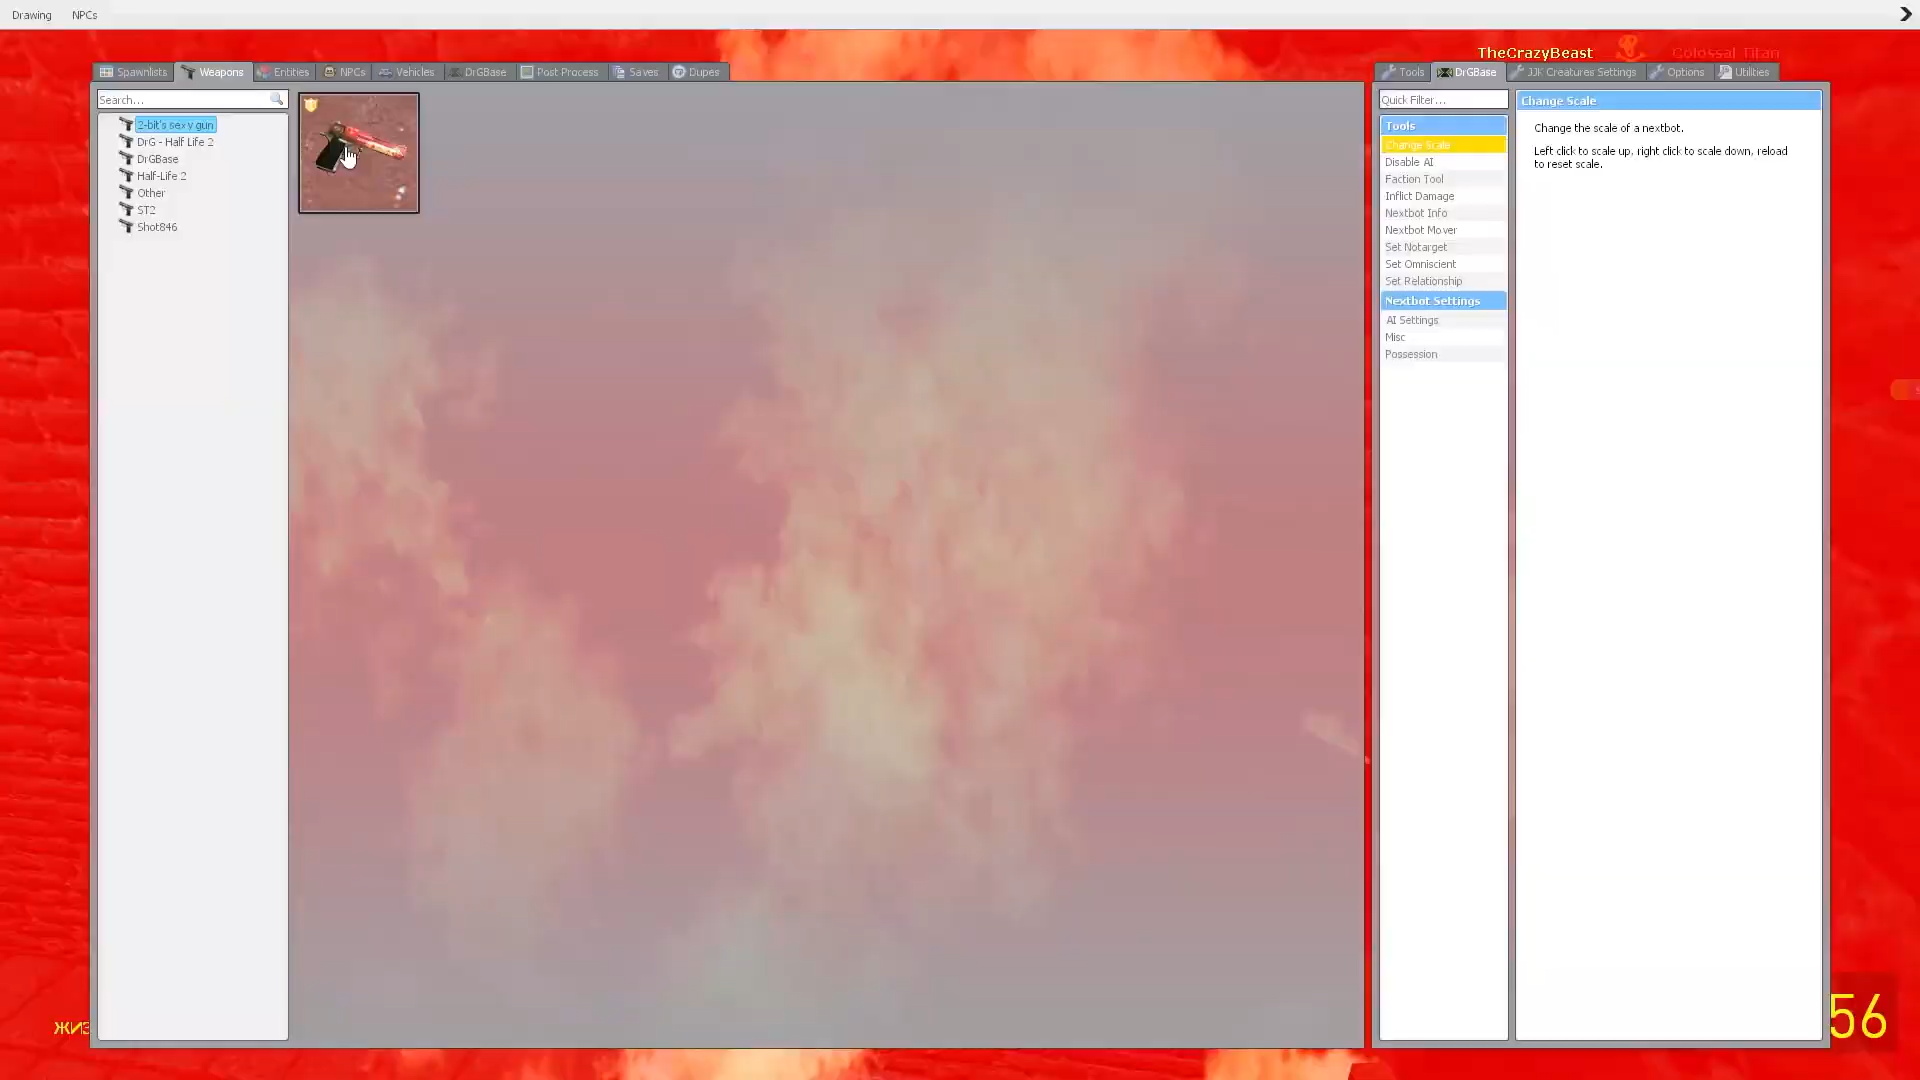 Drawing NPCs
TheCrazyBeast Colossal Titan
Spawnlists Weapons Entities NPCs Vehicles DrGBase Post Process Saves Dupes
Tools DrGBase JJK Creatures Settings Options Utilities
Search...
2-bit's sexy gun
DrG - Half Life 2
DrGBase
Half-Life 2
Other
ST2
Shot846
Quick Filter...
Tools
Change Scale
Disable AI
Faction Tool
Inflict Damage
Nextbot Info
Nextbot Mover
Set Notarget
Set Omniscient
Set Relationship
Nextbot Settings
AI Settings
Misc
Possession
Change Scale
Change the scale of a nextbot.
Left click to scale up, right click to scale down, reload
to reset scale.
ЖИЗ
56